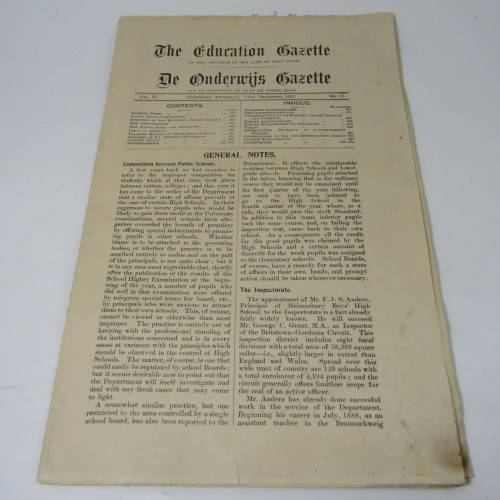 The Education Gazette
OF THE PROVINCE OF THE CAPE OF GOOD HOPE
De Onderwijs Gazette
VAN DE PROVINCIE DE KAAP DE GOEDE HOOP.
VOL. XI.
CONTENTS.
INHOUD.
GENERAL NOTES.
Competition between Public Schools.
A few years back we had occasion to
refer to the improper competition for
students which at that time took place
between certain colleges; and this year it
has come to the notice of the Department
that a similar state of affairs prevails in
the case of certain High Schools. In their
eagerness to secure pupils who would be
likely to gain them credit at the University
examinations, several schools have alto-
gether exceeded the bounds of propriety
by offering special inducements to promis-
ing pupils in other schools. Whether
blame is to be attached to the governing
bodies, or whether the practice is to be
ascribed entirely to undue zeal on the part
of the principals, is not quite clear; but it
is in any case most regrettable that, shortly
after the publication of the results of the
School Higher Examination at the begin-
ning of the year, a number of pupils who
did well in that examination were offered
by telegram special terms for board, etc.,
by principals who were anxious to attract
them to their own schools. This, of course,
cannot be viewed as otherwise than most
improper. The practice is entirely out of
keeping with the professional standing of
the institutions concerned and is in every
sense at variance with the principles which
should be observed in the control of High
Schools. The matter, of course, is one that
could easily be regulated by school Boards;
but it seems desirable now to point out that
the Department will itself investigate and
deal with any fresh cases that may come
to light.
A somewhat similar practice, but one
restricted to the area controlled by a single
school board, has also been reported to the
Department. It affects the relationship
existing between High Schools and lower-
grade schools. Promising pupils attached
to the latter, knowing that in the ordinary
course they would not be examined until
the first quarter of the year following,
are said to have been induced to
go to the High School in the
fourth quarter of the year, where, as a
rule, they would pass the sixth Standard.
In addition to this some inferior pupils
took the same course, and, on failing the
inspection test, came back to their own
school. As a consequence all the credit
for the good pupils was claimed by the
High Schools and a certain amount of
discredit for the weak pupils was assigned
to the elementary schools. School Boards,
of course, have a remedy for such a state
of affairs in their own hands, and prompt
action should be taken wherever necessary.
The Inspectorate.
The appointment of Mr. F. J. S. Anders,
Principal of Malmesbury Boys' High
School, to the Inspectorate is a fact already
fairly widely known. He will succeed
Mr. George C. Grant, M.A., as Inspector
of the Britstown-Gordonia Circuit. This
inspection district includes eight fiscal
divisions with a total area of 58,399 square
miles—i.e., slightly larger in extent than
England and Wales. Spread over this
wide tract of country are 159 schools with
a total enrolment of 4,194 pupils; and the
circuit generally offers limitless scope for
the zeal of an active officer.
Mr. Anders has already done succesful
work in the service of the Department.
Beginning his career in July, 1888, as an
assistant teacher in the Braunschweig